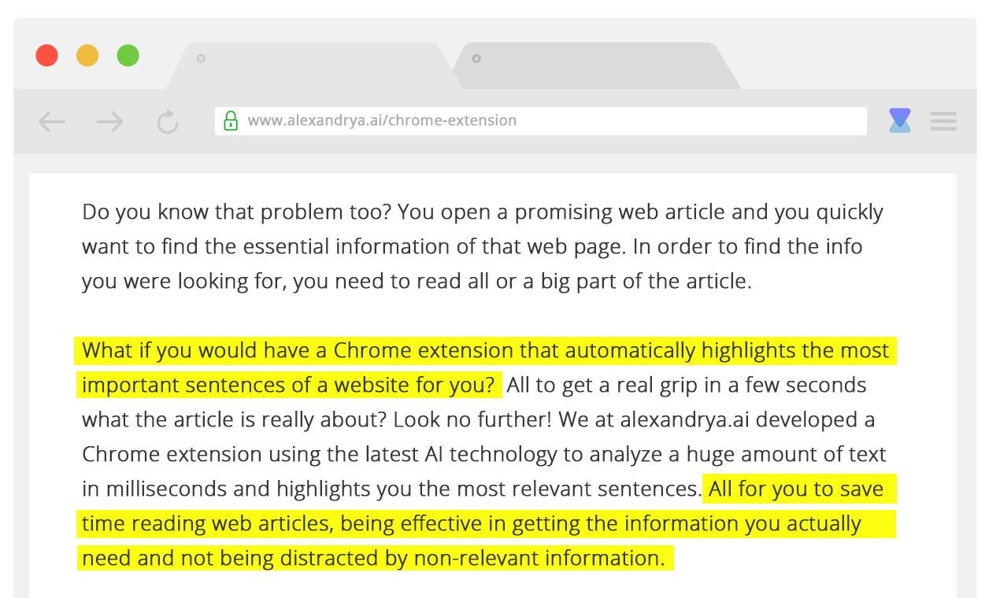 www.alexandrya.ai/chrome-extension
Do you know that problem too? You open a promising web article and you quickly
want to find the essential information of that web page. In order to find the info
you were looking for, you need to read all or a big part of the article.
What if you would have a Chrome extension that automatically highlights the most
important sentences of a website for you? All to get a real grip in a few seconds
what the article is really about? Look no further! We at alexandrya.ai developed a
Chrome extension using the latest AI technology to analyze a huge amount of text
in milliseconds and highlights you the most relevant sentences. All for you to save
time reading web articles, being effective in getting the information you actually
need and not being distracted by non-relevant information.